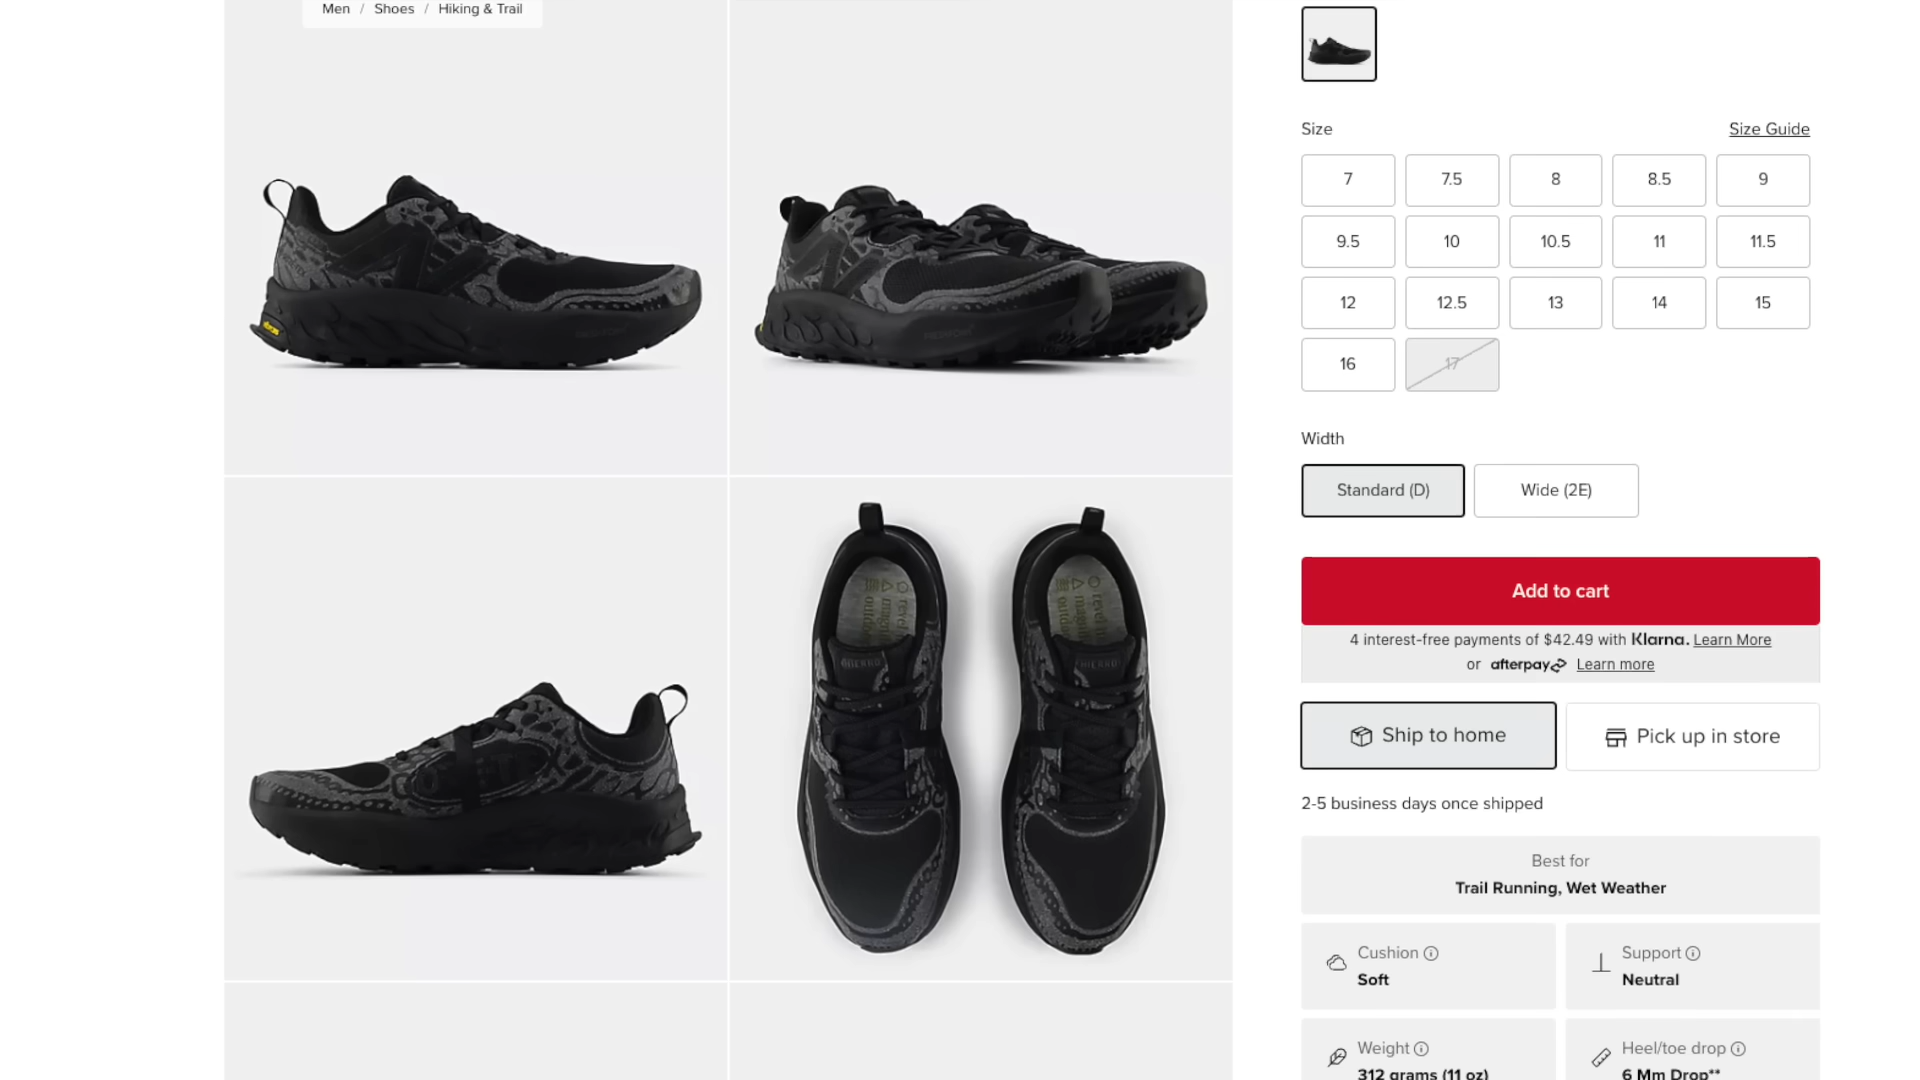 Men / Shoes / Hiking & Trail
Size
Size Guide
7
7.5
8
8.5
9
9.5
10
10.5
11
11.5
12
12.5
13
14
15
16
17
Width
Standard (D)
Wide (2E)
Add to cart
4 interest-free payments of $42.49 with Klarna. Learn More
or afterpay Learn more
Ship to home
Pick up in store
2-5 business days once shipped
Best for
Trail Running, Wet Weather
Cushion
Soft
Support
Neutral
Weight
312 grams (11 oz)
Heel/toe drop
6 Mm Drop**